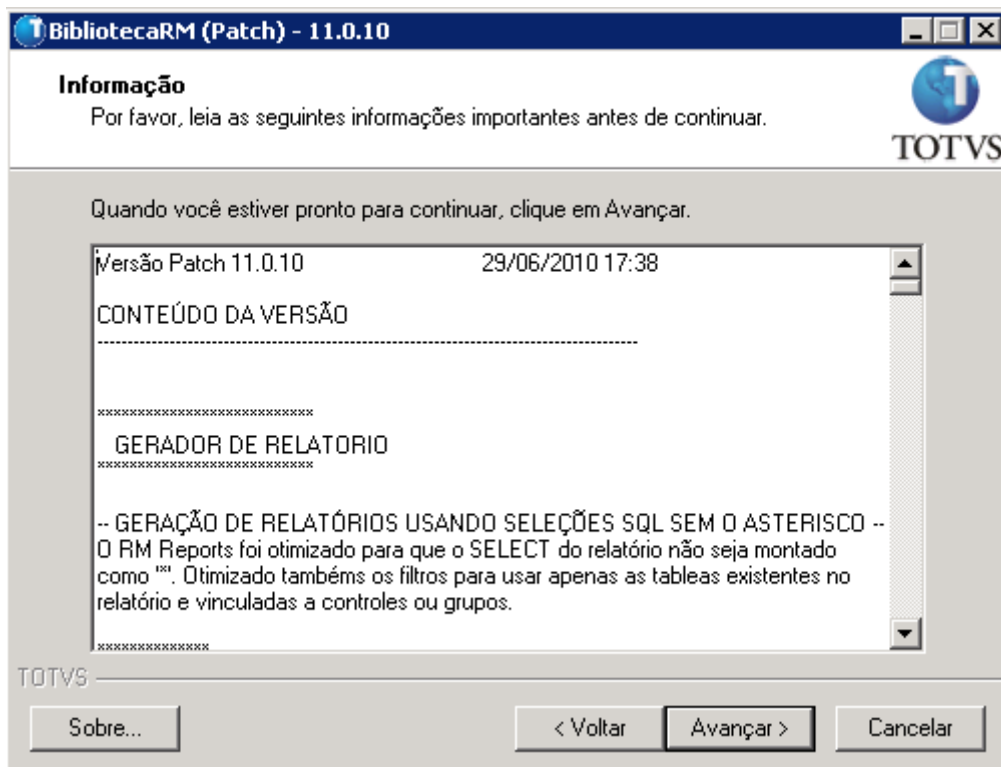 BibliotecaRM (Patch) - 11.0.10
Informação
Por favor, leia as seguintes informações importantes antes de continuar.
TOTVS
Quando você estiver pronto para continuar, clique em Avançar.
Versão Patch 11.0.10 29/06/2010 17:38
CONTEÚDO DA VERSÃO
------------------------------------------------------------------------------------------
***************************
GERADOR DE RELATORIO
***************************
-- GERAÇÃO DE RELATÓRIOS USANDO SELEÇÕES SQL SEM O ASTERISCO --
O RM Reports foi otimizado para que o SELECT do relatório não seja montado
como "*". Otimizado tambéms os filtros para usar apenas as tableas existentes no
relatório e vinculadas a controles ou grupos.
**************
TOTVS
Sobre...
< Voltar
Avançar >
Cancelar